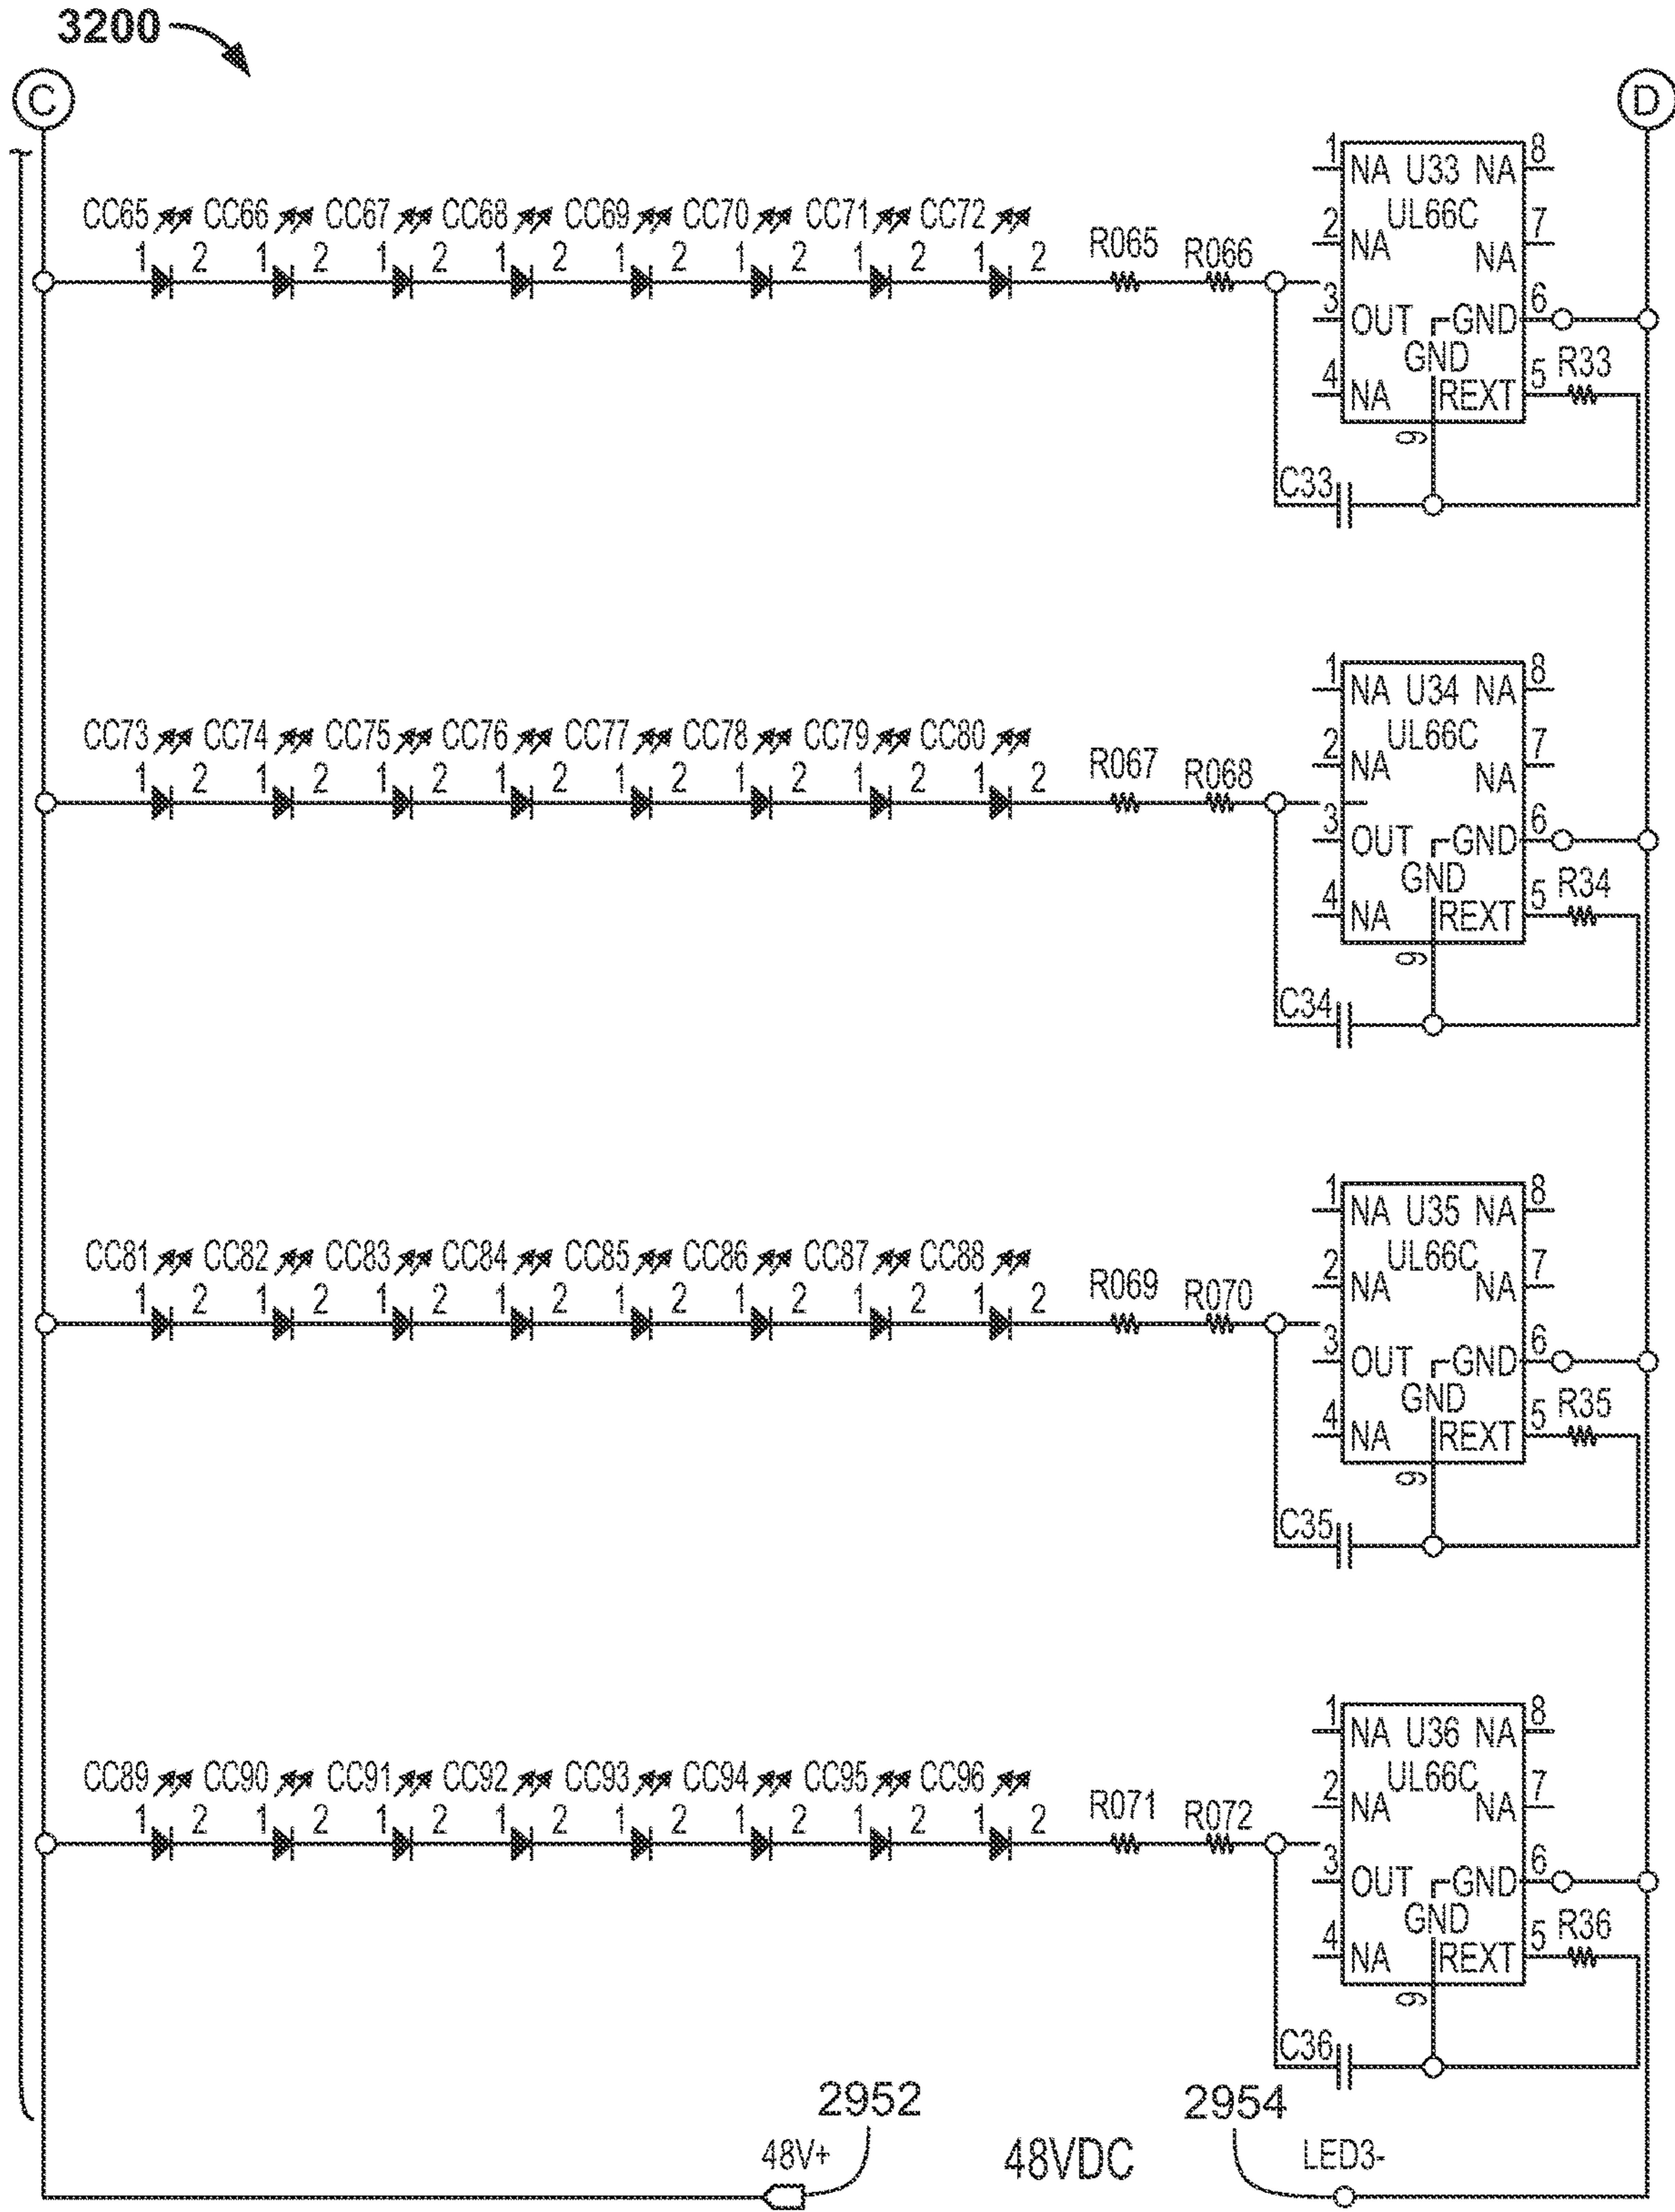 3200
C D
1 NA U33 NA 8
CC65 CC66 CC67 CC68 CC69 CC70 CC71 CC72 UL66C
1 2 1 2 1 2 1 2 1 2 1 2 1 2 1 2 R065 R066 2 NA NA 7
3 OUT GND 6
GND
4 NA REXT 5 R33
9
C33
1 NA U34 NA 8
CC73 CC74 CC75 CC76 CC77 CC78 CC79 CC80 UL66C
1 2 1 2 1 2 1 2 1 2 1 2 1 2 1 2 R067 R068 2 NA NA 7
3 OUT GND 6
GND
4 NA REXT 5 R34
9
C34
1 NA U35 NA 8
CC81 CC82 CC83 CC84 CC85 CC86 CC87 CC88 UL66C
1 2 1 2 1 2 1 2 1 2 1 2 1 2 1 2 R069 R070 2 NA NA 7
3 OUT GND 6
GND
4 NA REXT 5 R35
9
C35
1 NA U36 NA 8
CC89 CC90 CC91 CC92 CC93 CC94 CC95 CC96 UL66C
1 2 1 2 1 2 1 2 1 2 1 2 1 2 1 2 R071 R072 2 NA NA 7
3 OUT GND 6
GND
4 NA REXT 5 R36
9
C36
2952 2954
48V+ 48VDC LED3-